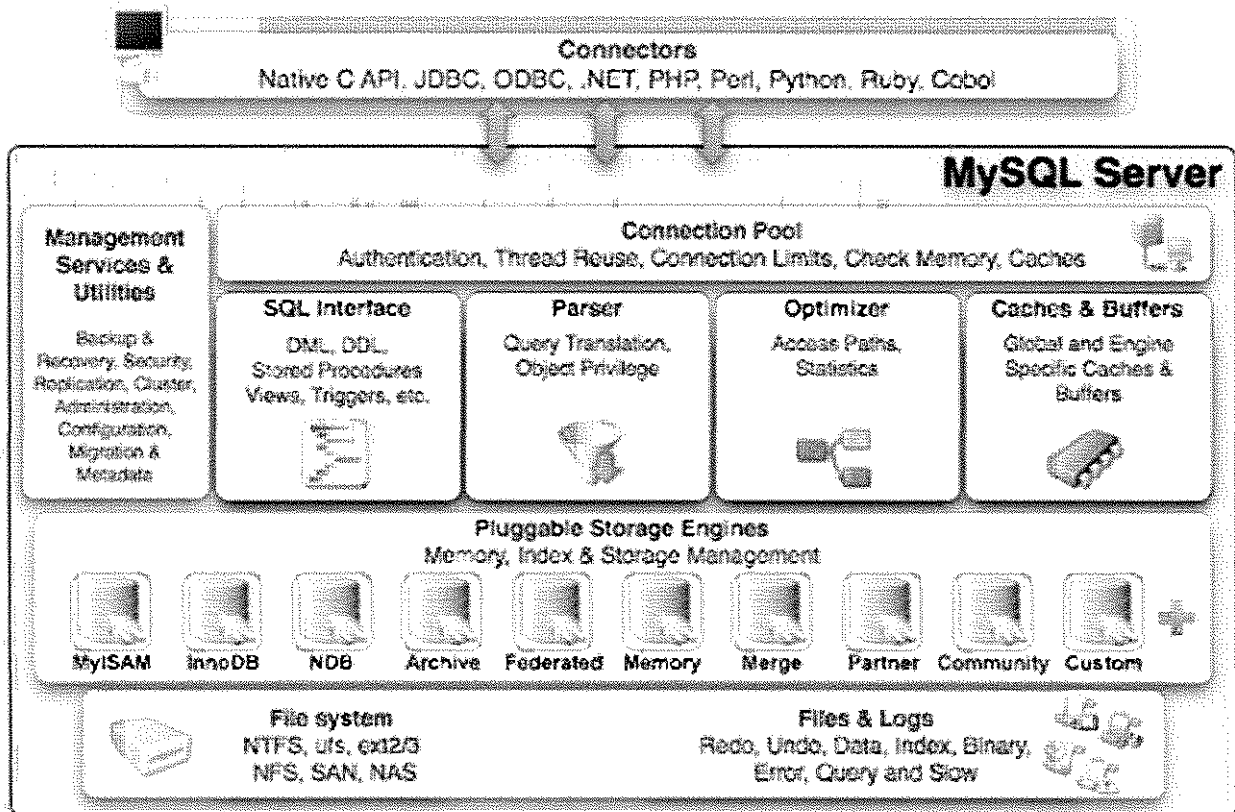 Connectors
Native C API, JDBC, ODBC, .NET, PHP, Perl, Python, Ruby, Cobol
MySQL Server
Management
Services &
Utilities
Backup &
Recovery, Security,
Replication, Cluster,
Administration,
Configuration,
Migration &
Metadata
Connection Pool
Authentication, Thread Reuse, Connection Limits, Check Memory, Caches
SQL Interface
DML, DDL,
Stored Procedures
Views, Triggers, etc.
Parser
Query Translation,
Object Privilege
Optimizer
Access Paths,
Statistics
Caches & Buffers
Global and Engine
Specific Caches &
Buffers
Pluggable Storage Engines
Memory, Index & Storage Management
MyISAM
InnoDB
NDB
Archive
Federated
Memory
Merge
Partner
Community
Custom
File system
NTFS, ufs, ext2/3
NFS, SAN, NAS
Files & Logs
Redo, Undo, Data, Index, Binary,
Error, Query and Slow